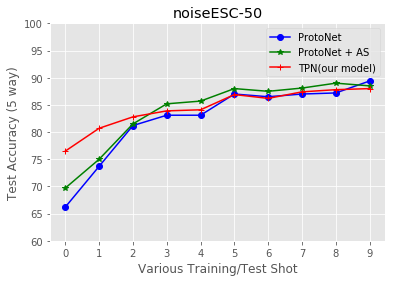 noiseESC-50
ProtoNet
ProtoNet + AS
TPN(our model)
Test Accuracy (5 way)
100
95
90
85
80
75
70
65
60
0 1 2 3 4 5 6 7 8 9
Various Training/Test Shot